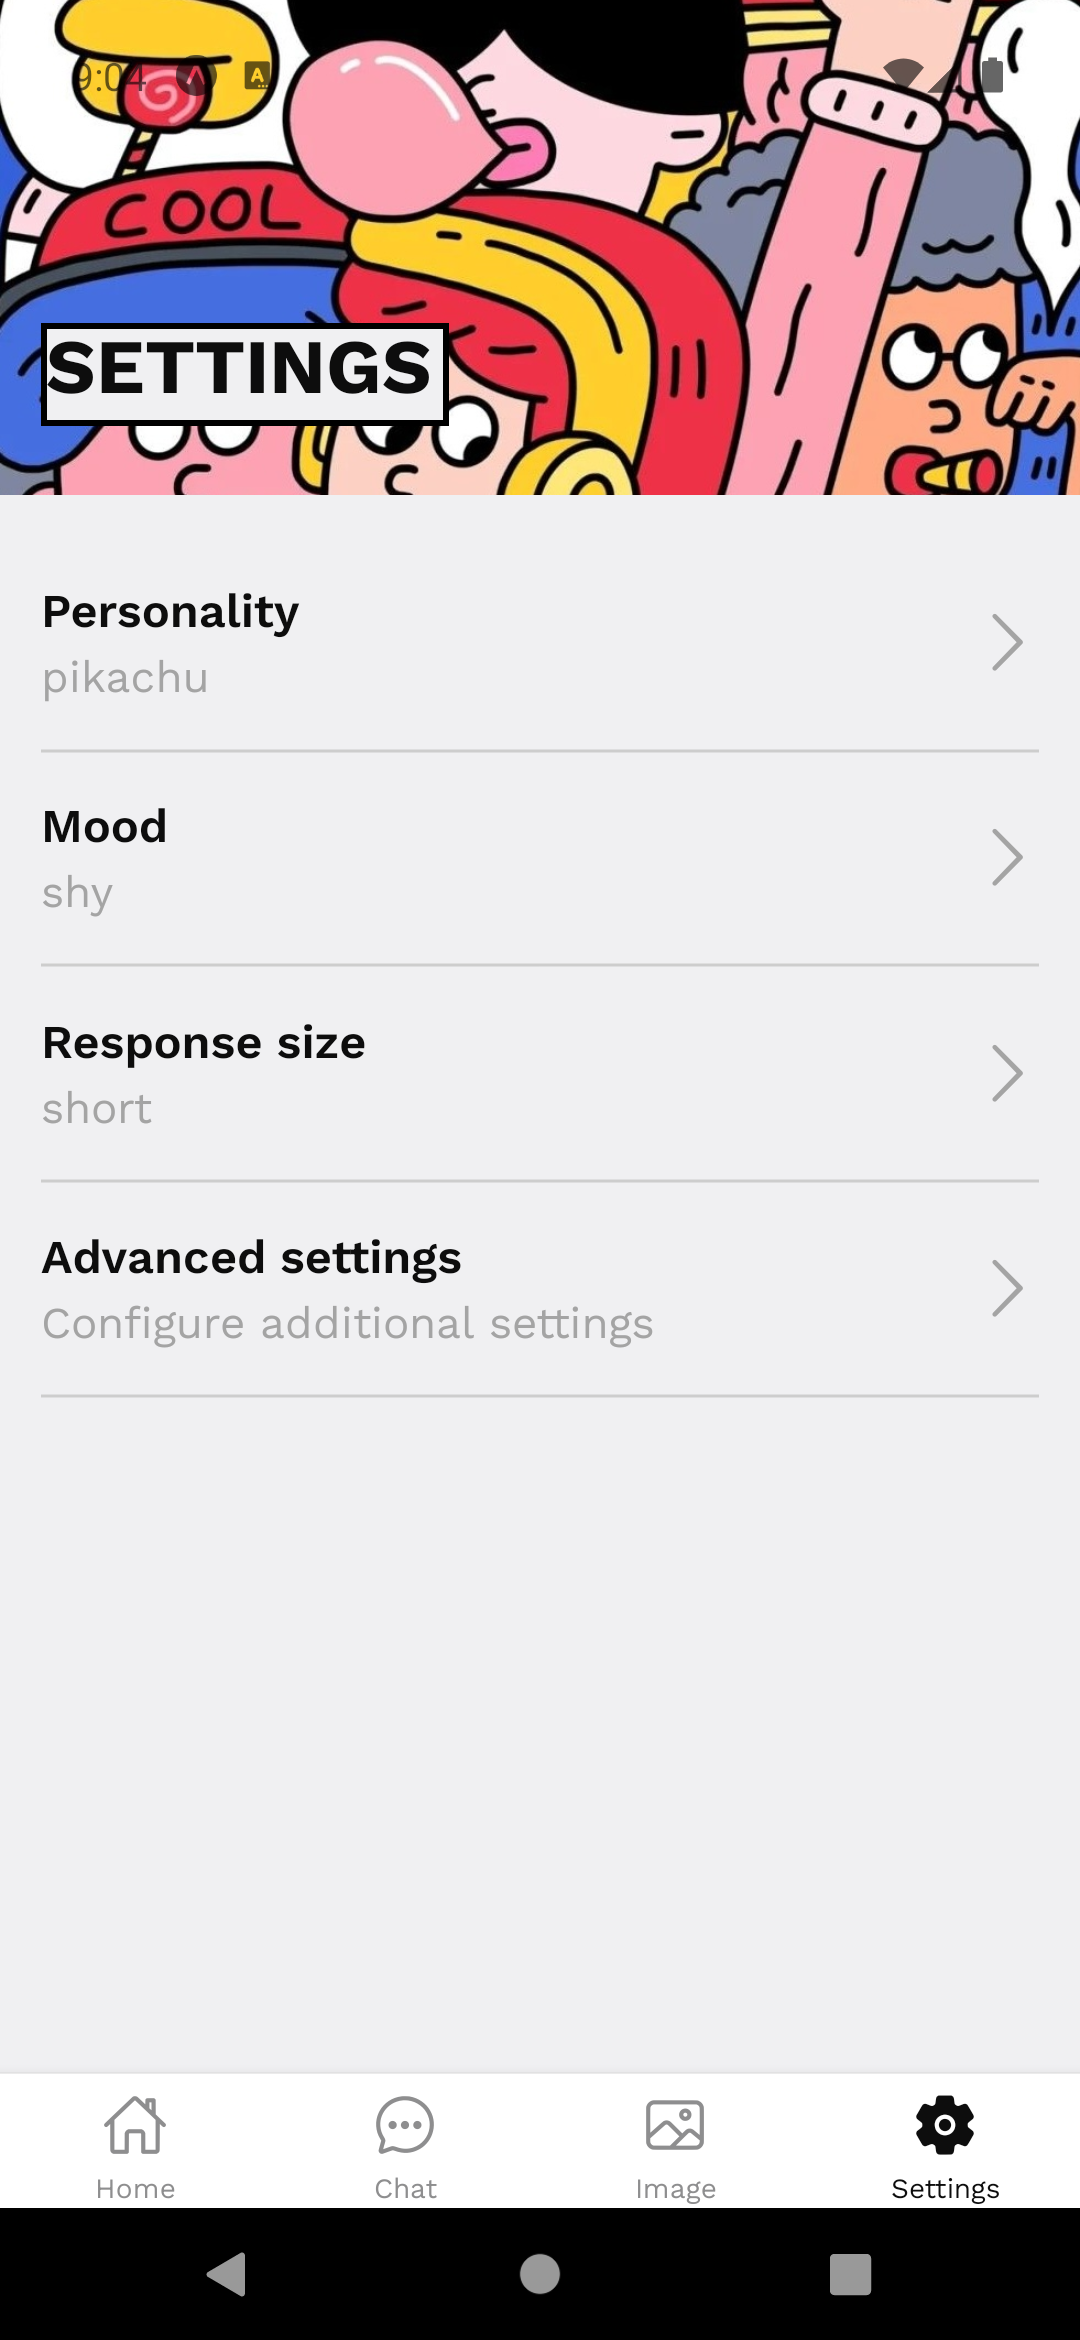 9:04
COOL
SETTINGS
Personality
pikachu
Mood
shy
Response size
short
Advanced settings
Configure additional settings
Home
Chat
Image
Settings